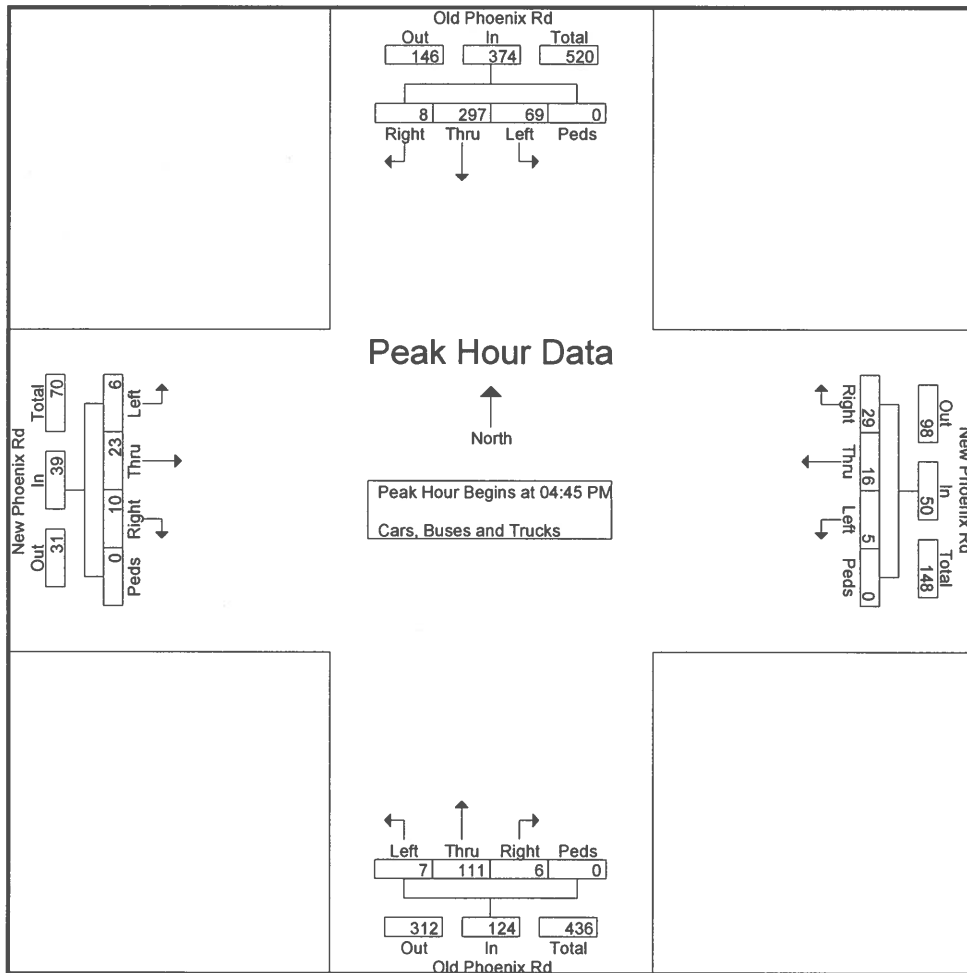 Old Phoenix Rd
Out In Total
146 374 520
8 297 69 0
Right Thru Left Peds
Peak Hour Data
North
Peak Hour Begins at 04:45 PM
Cars, Buses and Trucks
New Phoenix Rd
Out In Total
31 39 70
6 23 10 0
Left Thru Right Peds
New Phoenix Rd
Out In Total
98 50 148
29 16 5 0
Right Thru Left Peds
Left Thru Right Peds
7 111 6 0
312 124 436
Out In Total
Old Phoenix Rd